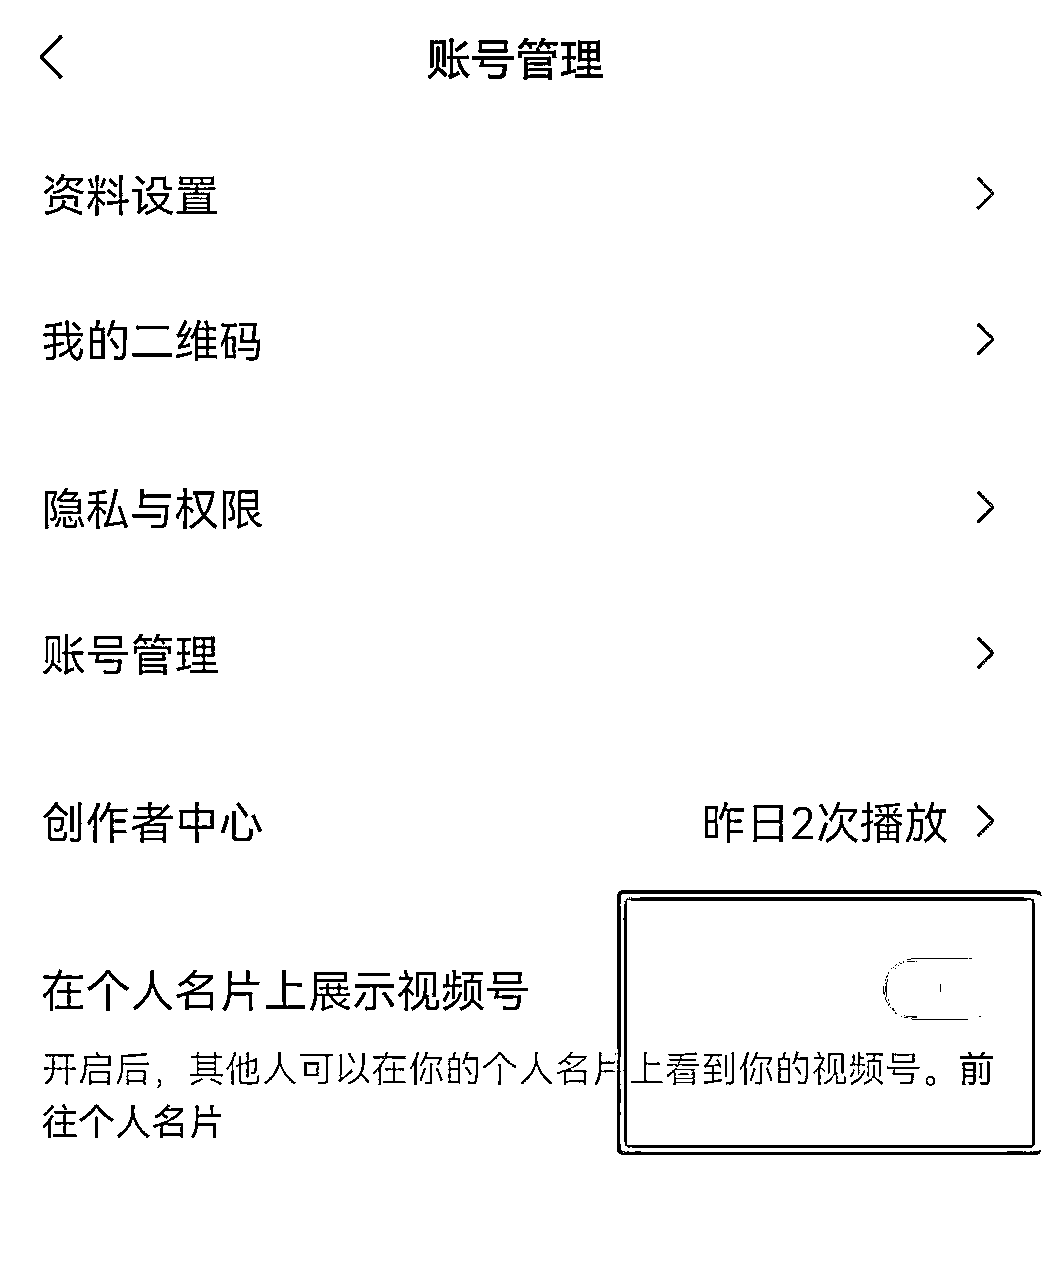 账号管理
资料设置
我的二维码
隐私与权限
账号管理
创作者中心 昨日2次播放
在个人名片上展示视频号
开启后，其他人可以在你的个人名片上看到你的视频号。前
往个人名片